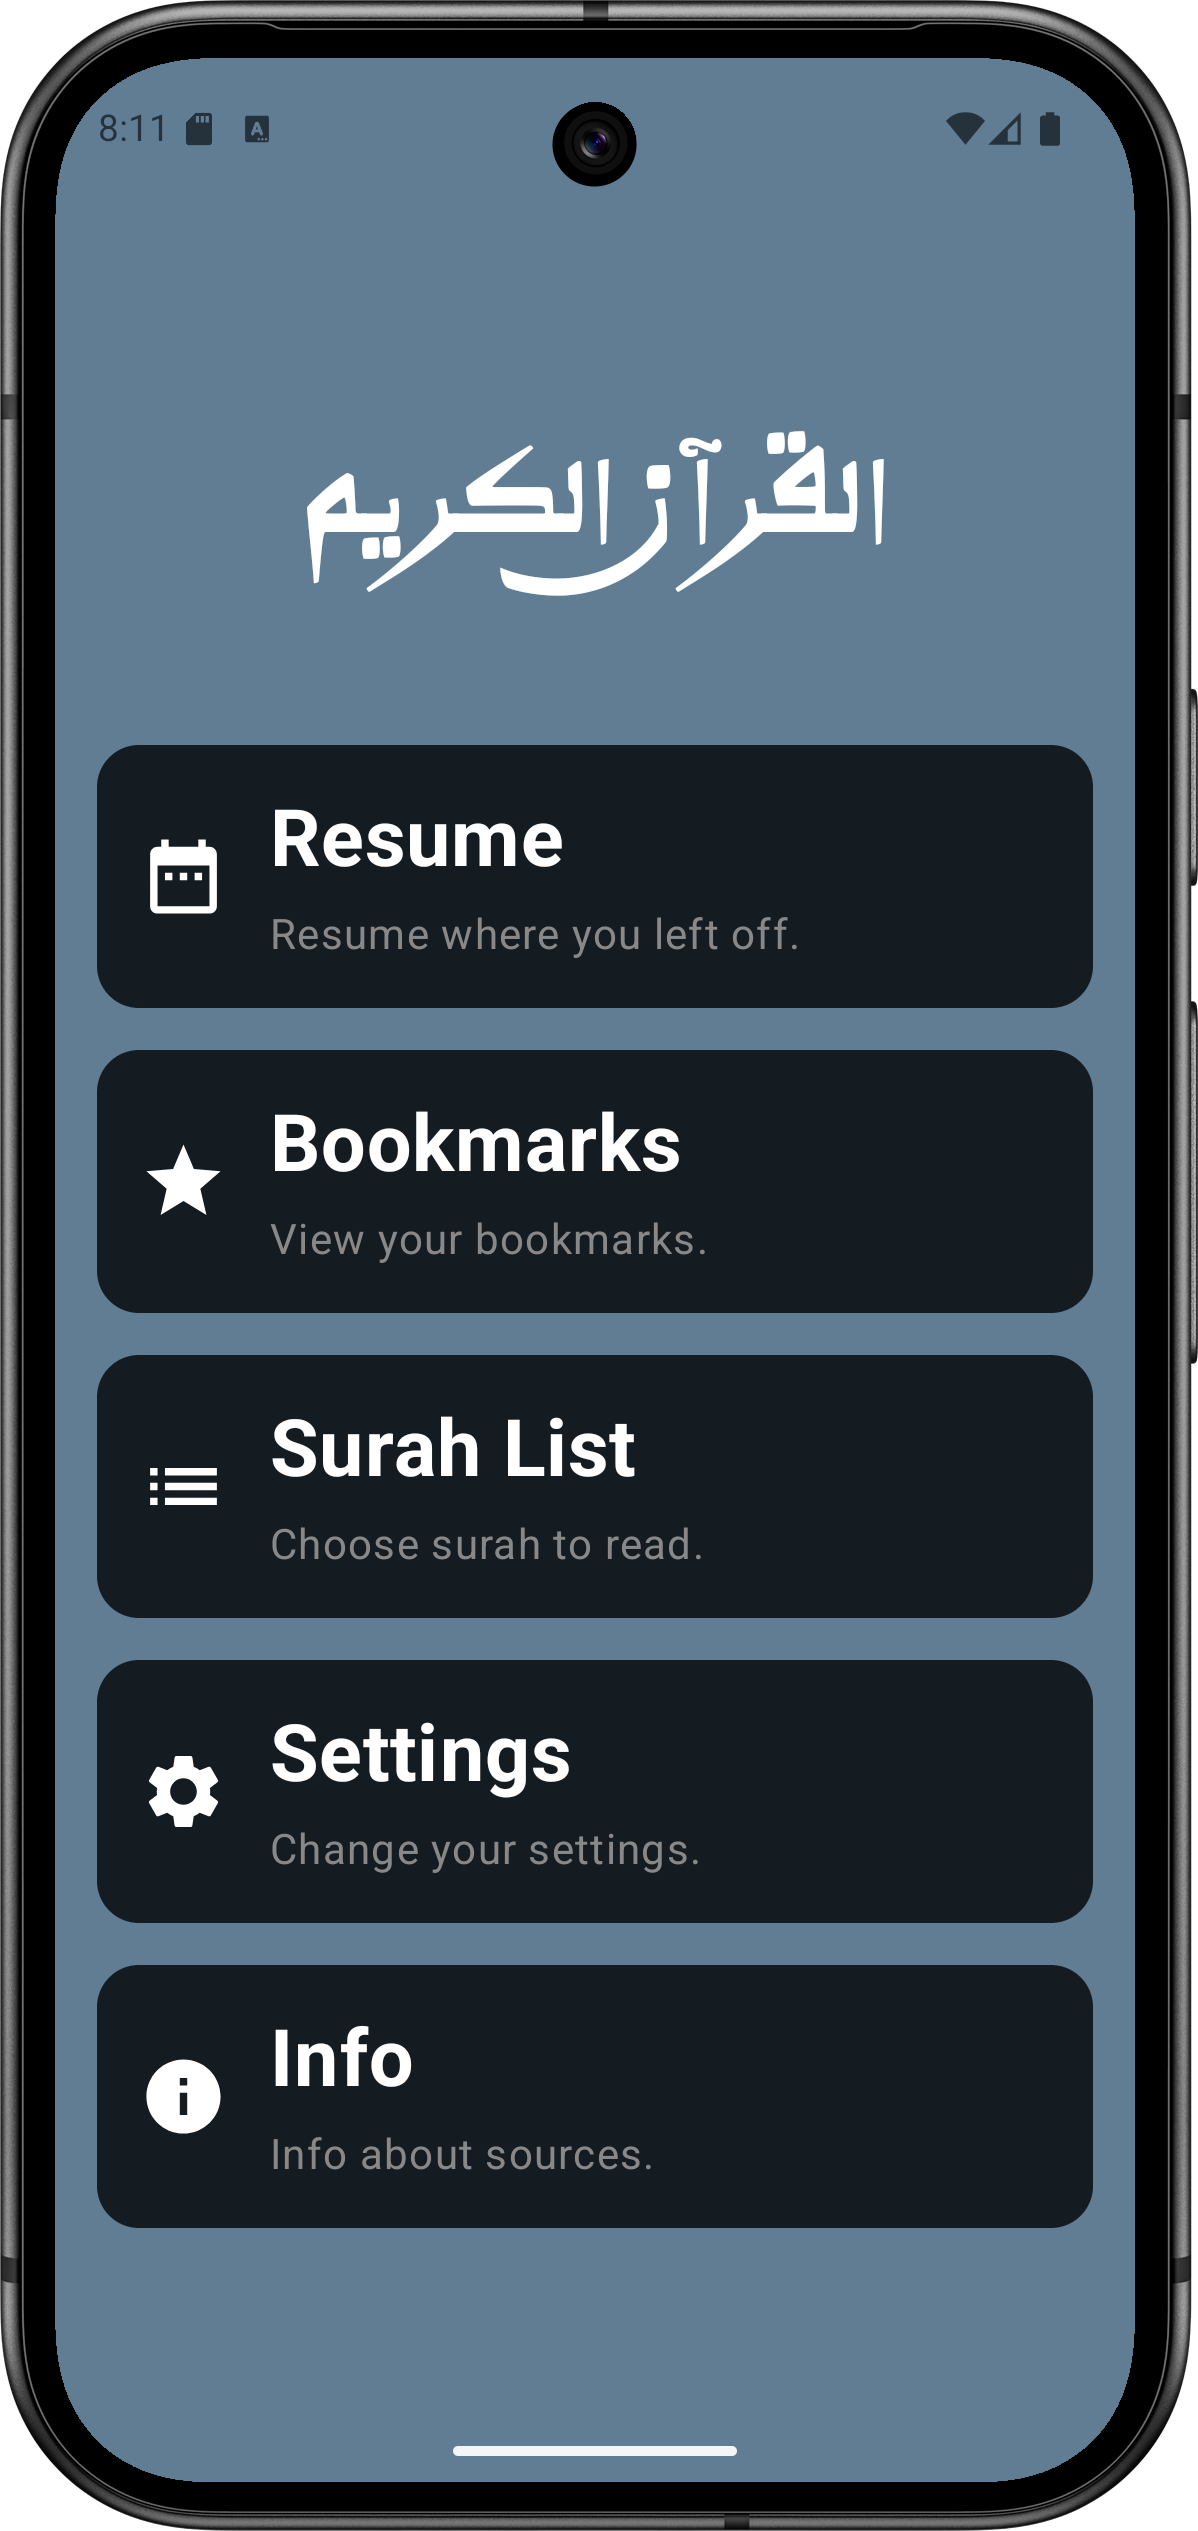 8:11
القرآن الكريم
Resume
Resume where you left off.
Bookmarks
View your bookmarks.
Surah List
Choose surah to read.
Settings
Change your settings.
Info
Info about sources.